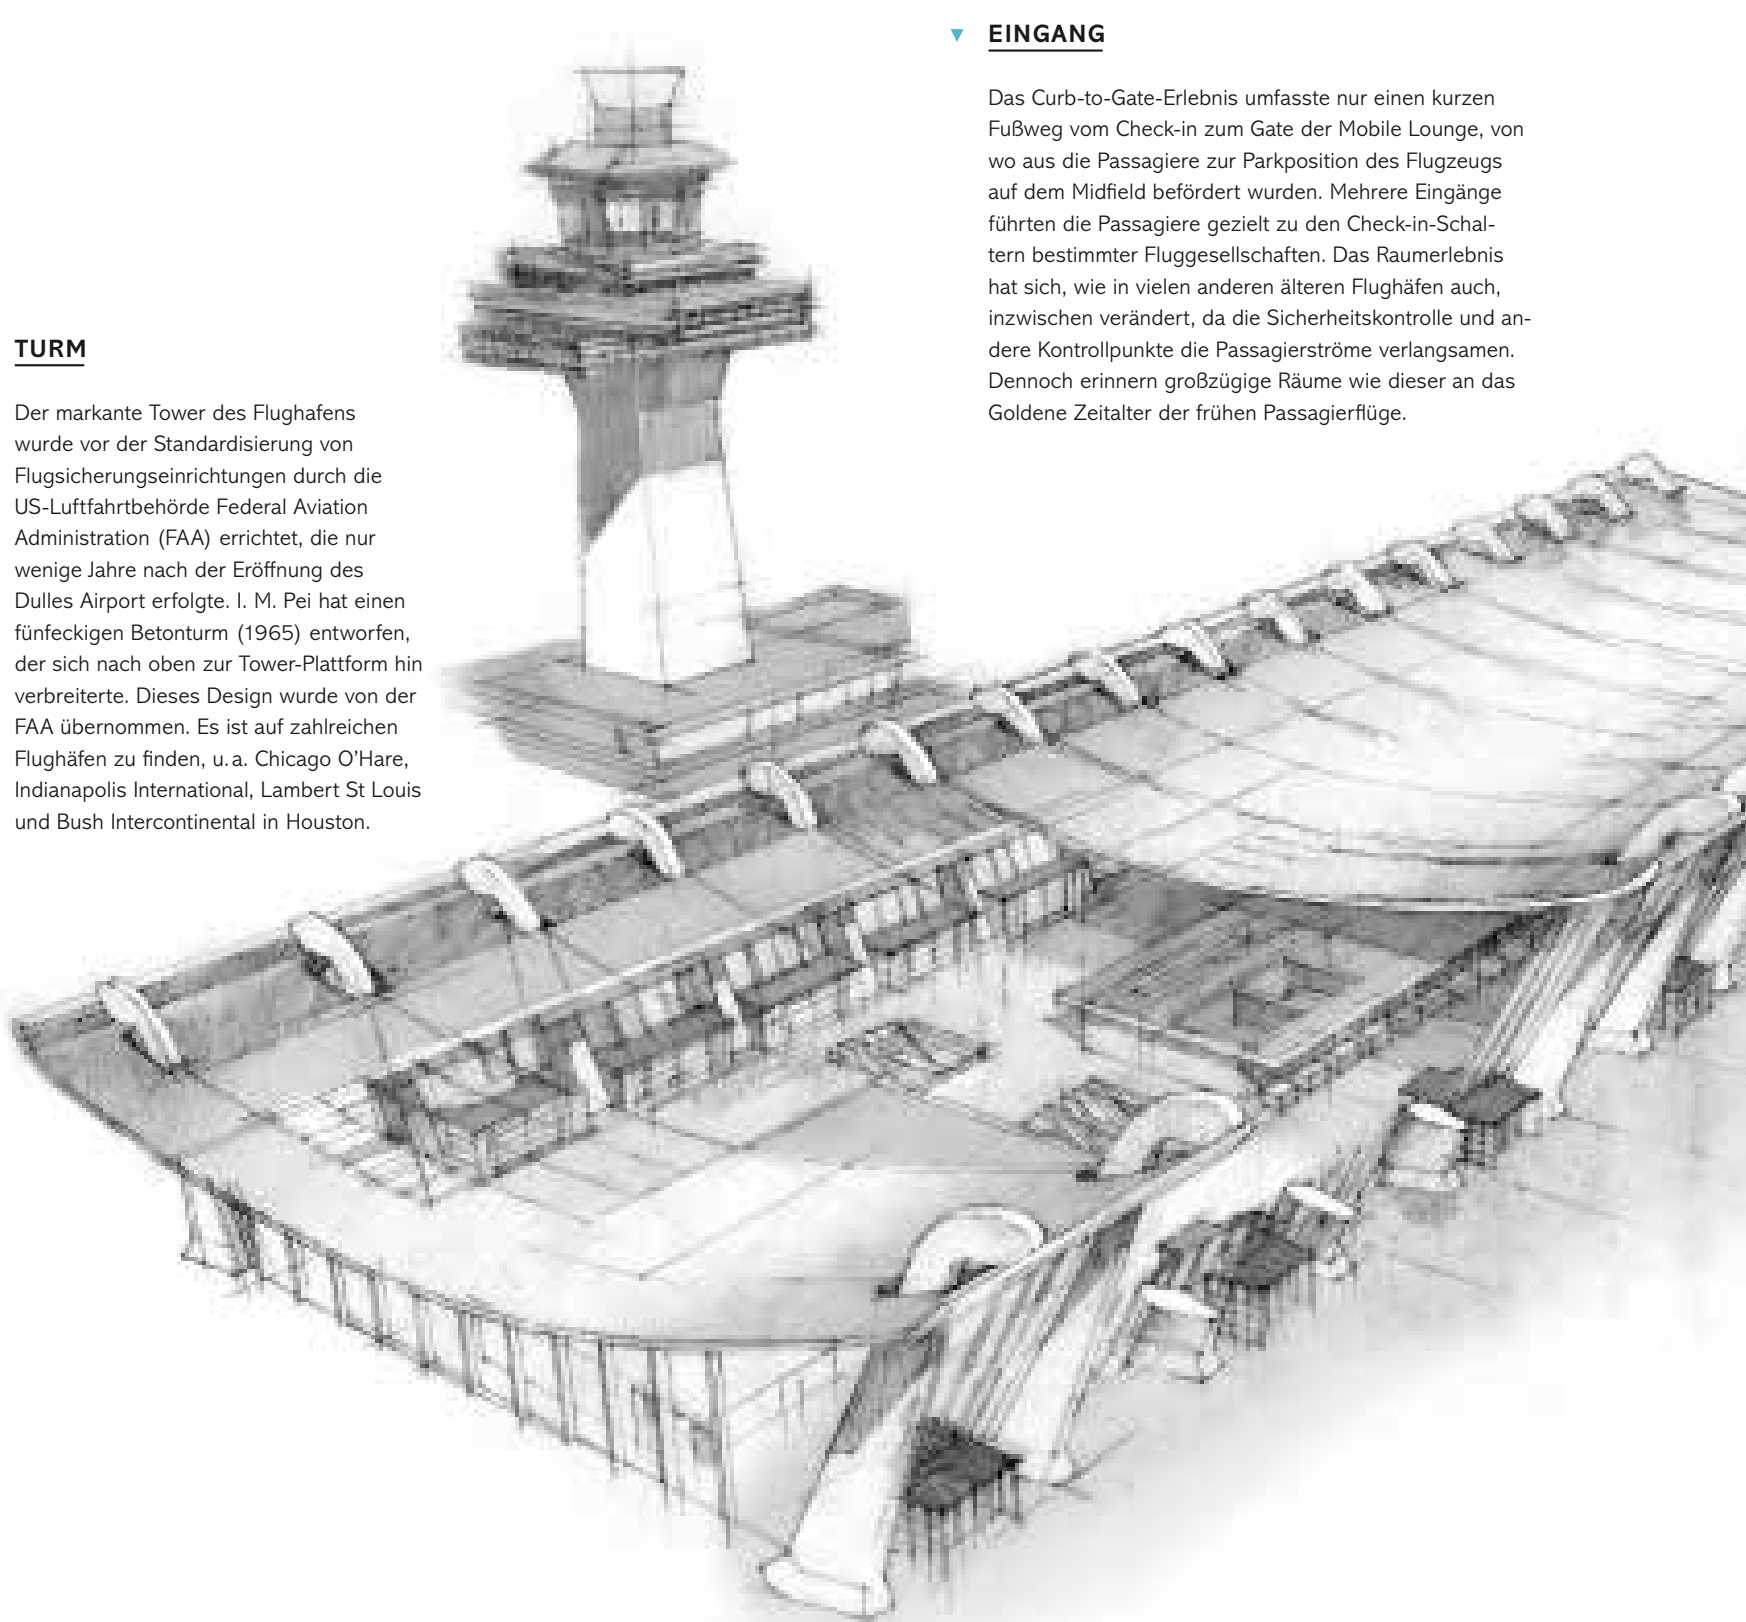 TURM
Der markante Tower des Flughafens
wurde vor der Standardisierung von
Flugsicherungseinrichtungen durch die
US-Luftfahrtbehörde Federal Aviation
Administration (FAA) errichtet, die nur
wenige Jahre nach der Eröffnung des
Dulles Airport erfolgte. I. M. Pei hat einen
fünfeckigen Betonturm (1965) entworfen,
der sich nach oben zur Tower-Plattform hin
verbreiterte. Dieses Design wurde von der
FAA übernommen. Es ist auf zahlreichen
Flughäfen zu finden, u. a. Chicago O’Hare,
Indianapolis International, Lambert St Louis
und Bush Intercontinental in Houston.
▼ EINGANG
Das Curb-to-Gate-Erlebnis umfasste nur einen kurzen
Fußweg vom Check-in zum Gate der Mobile Lounge, von
wo aus die Passagiere zur Parkposition des Flugzeugs
auf dem Midfield befördert wurden. Mehrere Eingänge
führten die Passagiere gezielt zu den Check-in-Schal-
tern bestimmter Fluggesellschaften. Das Raumerlebnis
hat sich, wie in vielen anderen älteren Flughäfen auch,
inzwischen verändert, da die Sicherheitskontrolle und an-
dere Kontrollpunkte die Passagierströme verlangsamen.
Dennoch erinnern großzügige Räume wie dieser an das
Goldene Zeitalter der frühen Passagierflüge.